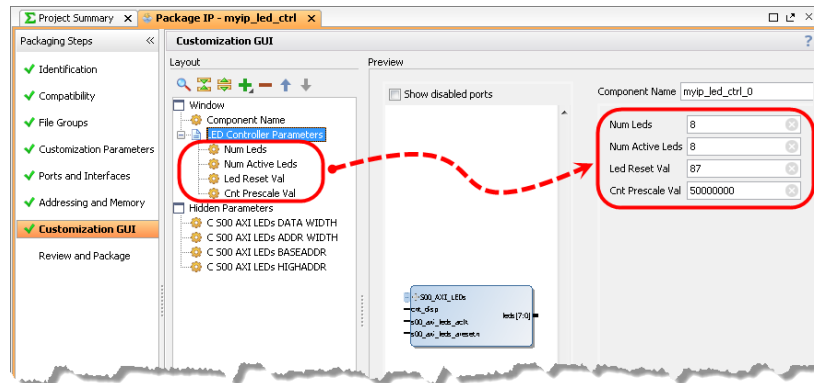 Project Summary
Package IP - myip_led_ctrl
Packaging Steps
Customization GUI
Identification
Compatibility
File Groups
Customization Parameters
Ports and Interfaces
Addressing and Memory
Customization GUI
Review and Package
Layout
Window
Component Name
LED Controller Parameters
Num Leds
Num Active Leds
Led Reset Val
Cnt Prescale Val
Hidden Parameters
C S00 AXI LEDs DATA WIDTH
C S00 AXI LEDs ADDR WIDTH
C S00 AXI LEDs BASEADDR
C S00 AXI LEDs HIGHADDR
Preview
Show disabled ports
S00_AXI_LEDs
cnt_disp
s00_axi_leds_aclk
s00_axi_leds_aresetn
leds[7:0]
Component Name myip_led_ctrl_0
Num Leds 8
Num Active Leds 8
Led Reset Val 87
Cnt Prescale Val 50000000